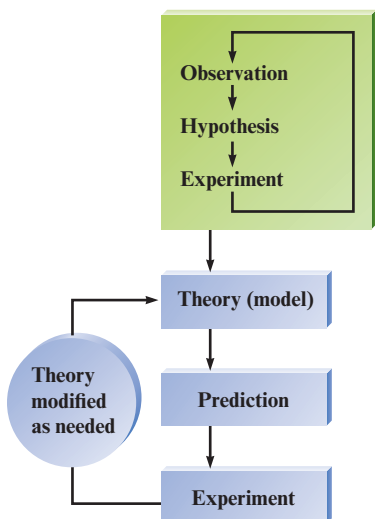 Observation
Hypothesis
Experiment
Theory (model)
Theory
modified
as needed
Prediction
Experiment